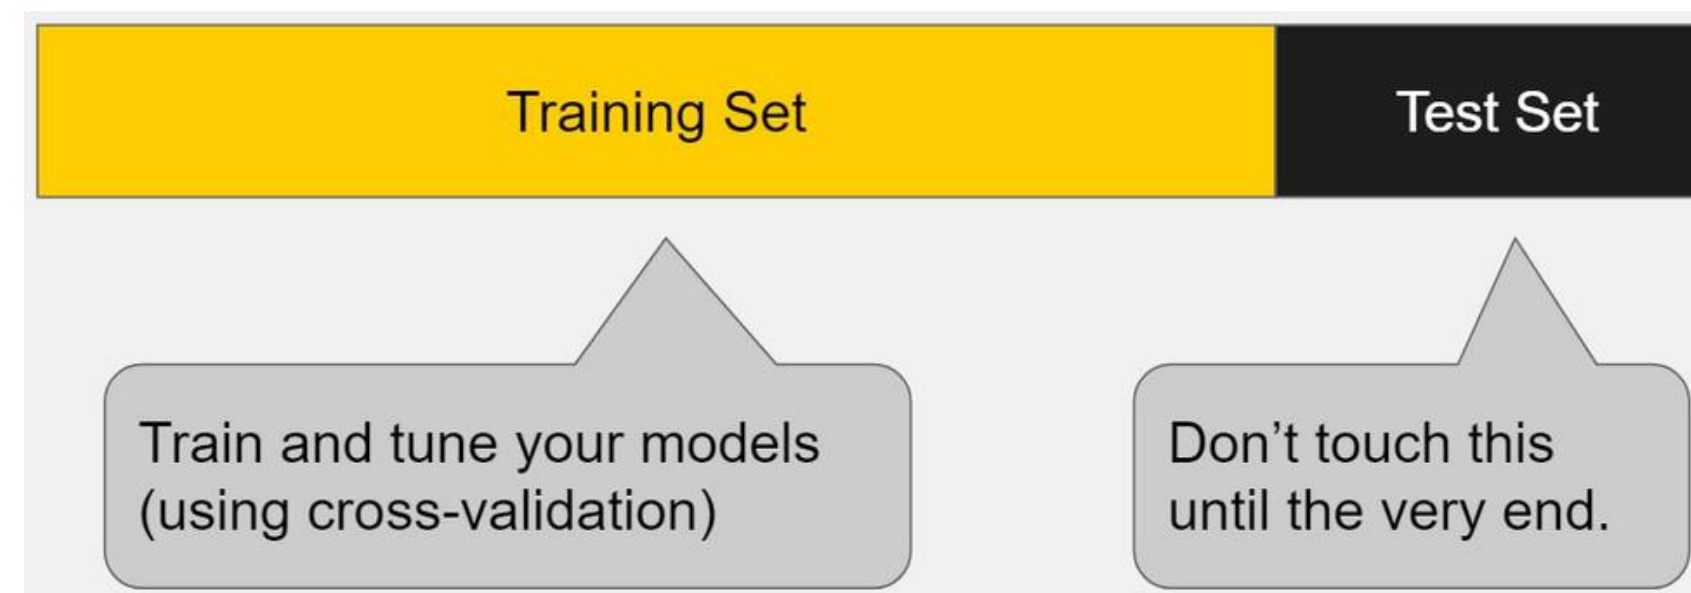 Training Set
Test Set
Train and tune your models
(using cross-validation)
Don’t touch this
until the very end.